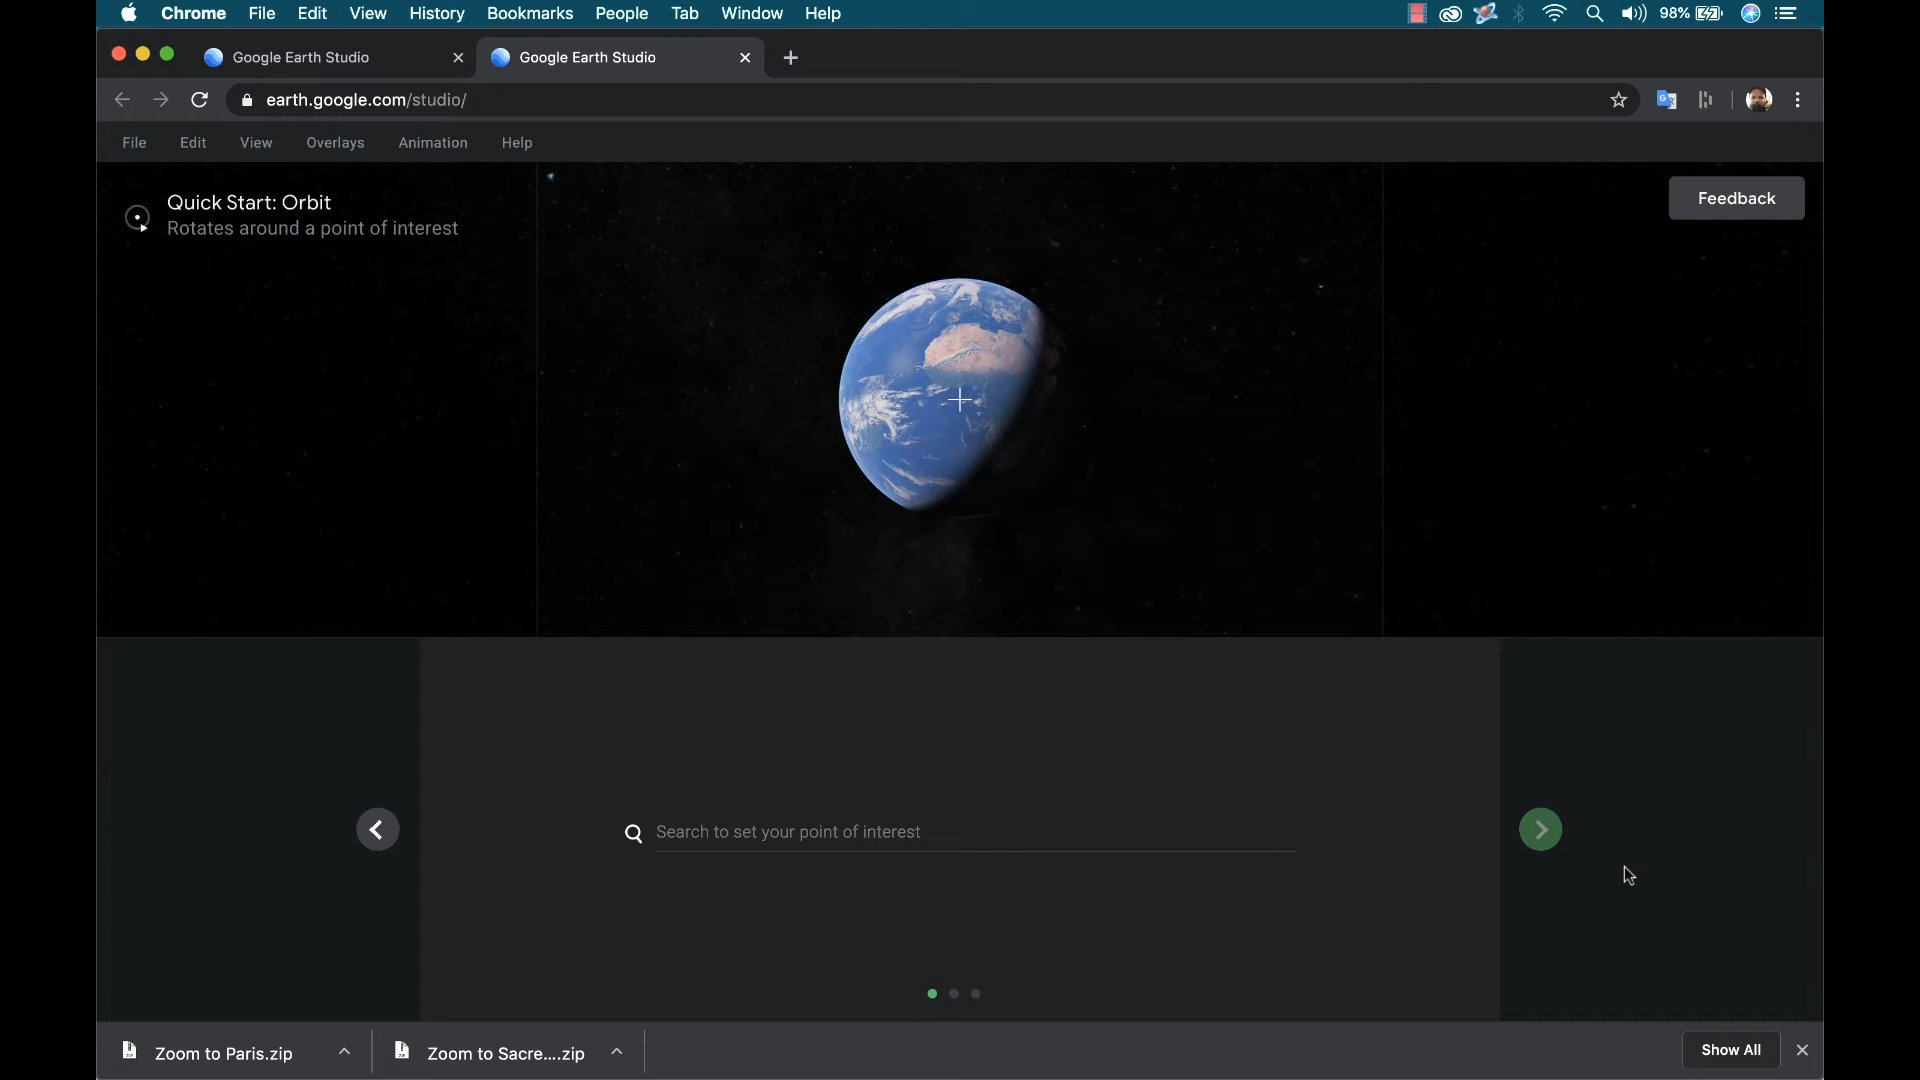 Chrome File Edit View History Bookmarks People Tab Window Help 98%
Google Earth Studio Google Earth Studio
earth.google.com/studio/
File Edit View Overlays Animation Help
Quick Start: Orbit
Rotates around a point of interest
Feedback
Search to set your point of interest
Zoom to Paris.zip Zoom to Sacre....zip Show All